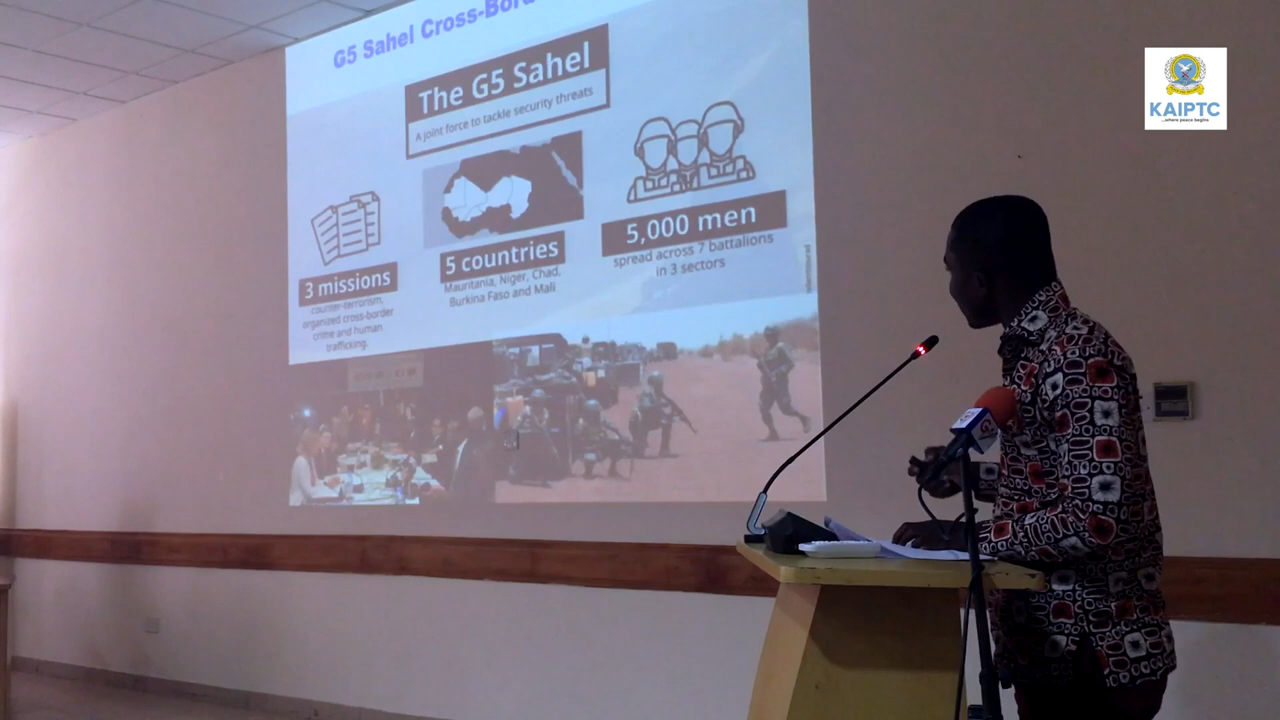 G5 Sahel Cross-Bord
The G5 Sahel
A joint force to tackle security threats
3 missions
counter-terrorism,
organized cross-border
crime and human
trafficking.
5 countries
Mauritania, Niger, Chad,
Burkina Faso and Mali
5,000 men
spread across 7 battalions
in 3 sectors
KAIPTC
...where peace begins